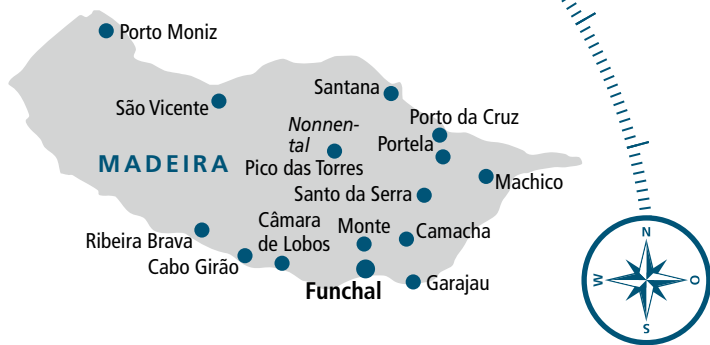 Porto Moniz
Santana
São Vicente
Porto da Cruz
Nonnen-
tal
Portela
MADEIRA
Pico das Torres
Machico
Santo da Serra
Câmara
de Lobos
Monte
Camacha
Ribeira Brava
Cabo Girão
Funchal
Garajau
N
W
O
S